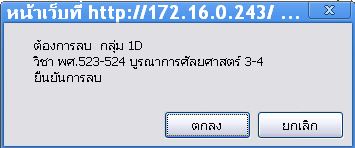 หน้าเว็บที่ http://172.16.0.243/ ...
ต้องการลบ กลุ่ม 1D
วิชา พศ.523-524 บูรณาการศัลยศาสตร์ 3-4
ยืนยันการลบ
ตกลง
ยกเลิก